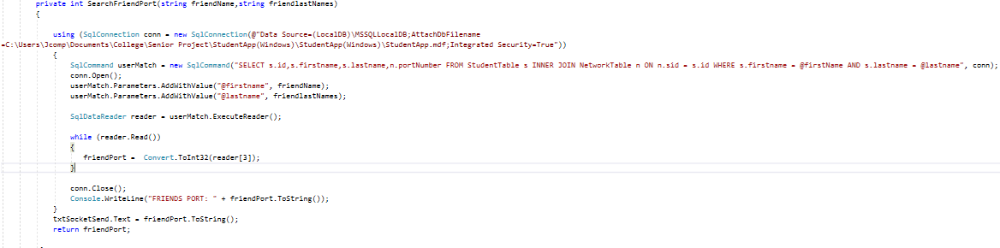 private int SearchFriendPort(string friendName,string friendlastNames)
{
using (SqlConnection conn = new SqlConnection(@"Data Source=(LocalDB)\MSSQLLocalDB;AttachDbFilename
=C:\Users\Jcomp\Documents\College\Senior Project\StudentApp(Windows)\StudentApp(Windows)\StudentApp.mdf;Integrated Security=True"))
{
SqlCommand userMatch = new SqlCommand("SELECT s.id,s.firstname,s.lastname,n.portNumber FROM StudentTable s INNER JOIN NetworkTable n ON n.sid = s.id WHERE s.firstname = @firstName AND s.lastname = @lastname", conn);
conn.Open();
userMatch.Parameters.AddWithValue("@firstname", friendName);
userMatch.Parameters.AddWithValue("@lastname", friendlastNames);
SqlDataReader reader = userMatch.ExecuteReader();
while (reader.Read())
{
friendPort = Convert.ToInt32(reader[3]);
}
conn.Close();
Console.WriteLine("FRIENDS PORT: " + friendPort.ToString());
}
txtSocketSend.Text = friendPort.ToString();
return friendPort;